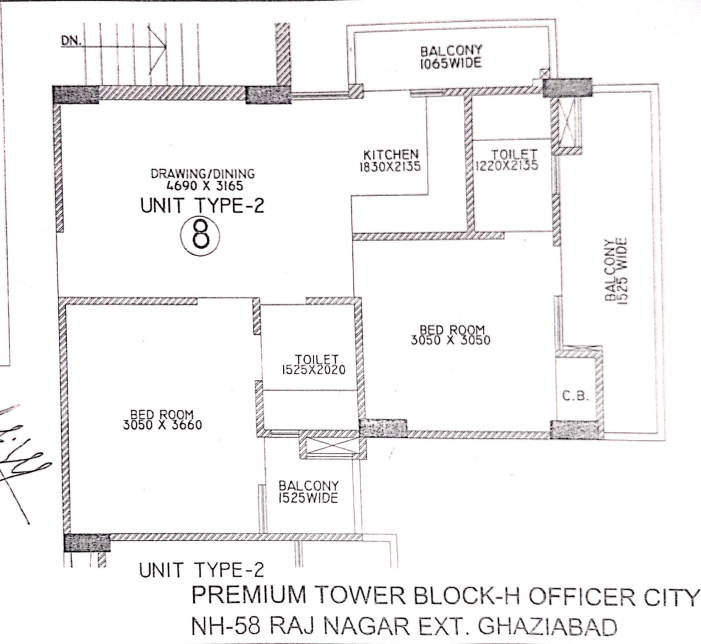 DN.
BALCONY
1065WIDE
DRAWING/DINING
4690 X 3165
UNIT TYPE-2
8
KITCHEN
1830X2135
TOILET
1220X2135
BALCONY
1525 WIDE
BED ROOM
3050 X 3050
TOILET
1525X2020
C.B.
BED ROOM
3050 X 3660
BALCONY
1525WIDE
UNIT TYPE-2
PREMIUM TOWER BLOCK-H OFFICER CITY
NH-58 RAJ NAGAR EXT. GHAZIABAD